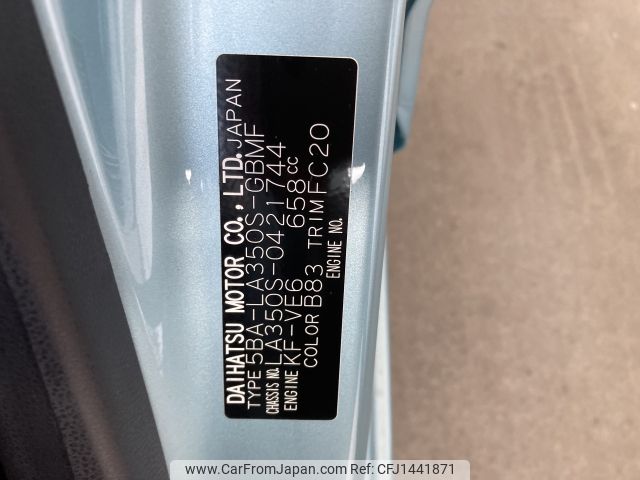 DAIHATSU MOTOR CO., LTD. JAPAN
TYPE 5BA-LA350S-GBMF
CHASSIS NO. LA350S-0421744
ENGINE KF-VE6 658cc
COLOR B83 TRIM FC20
ENGINE NO.
www.CarFromJapan.com Ref:CFJ1441871